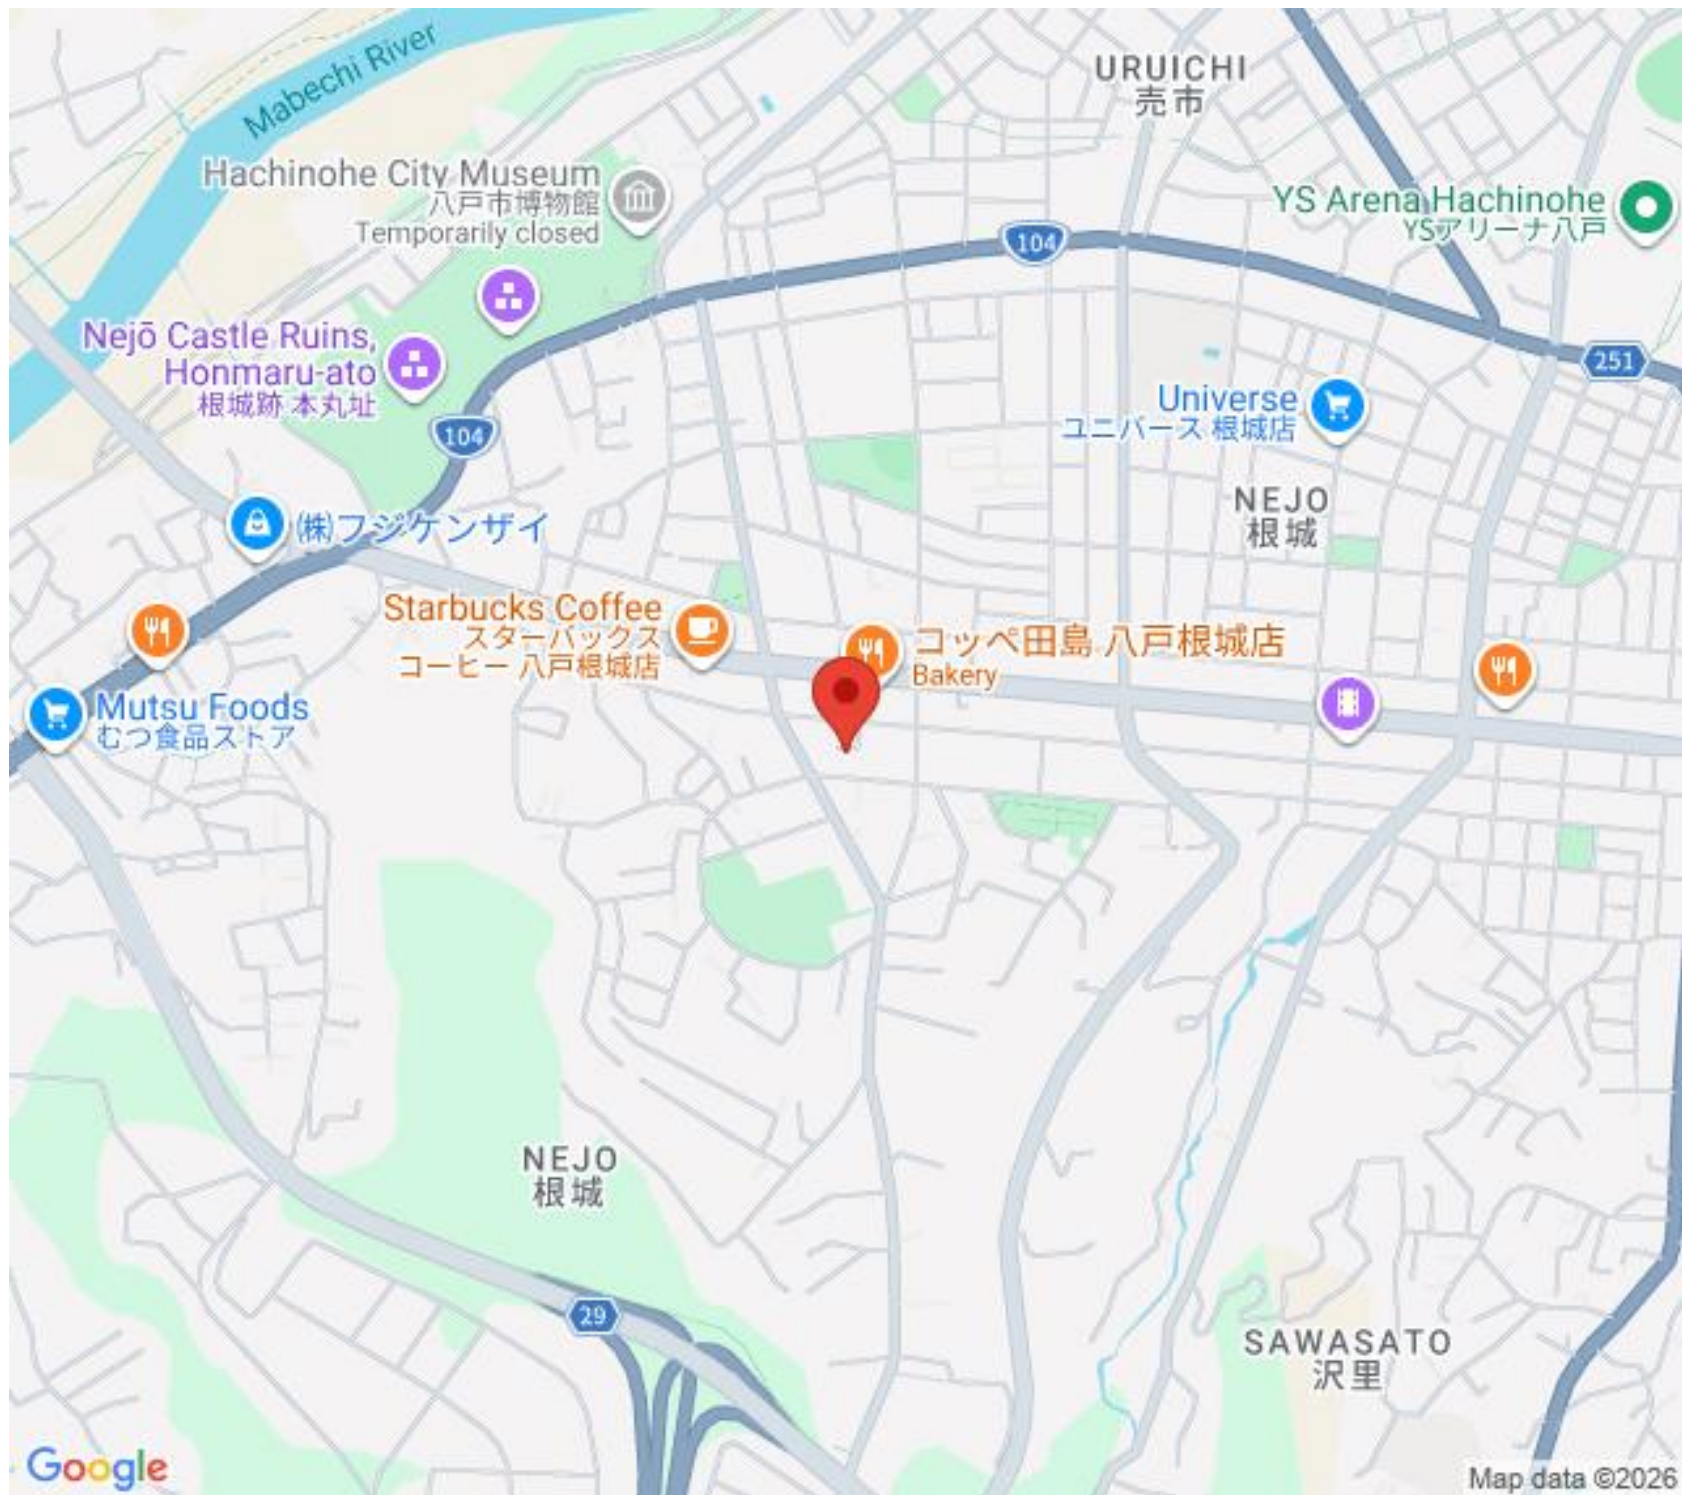 Mabechi River
URUICHI
売市
Hachinohe City Museum
八戸市博物館
Temporarily closed
YS Arena Hachinohe
YSアリーナ八戸
104
Nejō Castle Ruins,
Honmaru-ato
根城跡 本丸址
251
Universe
ユニバース 根城店
104
NEJO
根城
(株)フジケンザイ
Starbucks Coffee
スターバックス
コーヒー 八戸根城店
コッペ田島 八戸根城店
Bakery
Mutsu Foods
むつ食品ストア
NEJO
根城
29
SAWASATO
沢里
Google
Map data ©2026